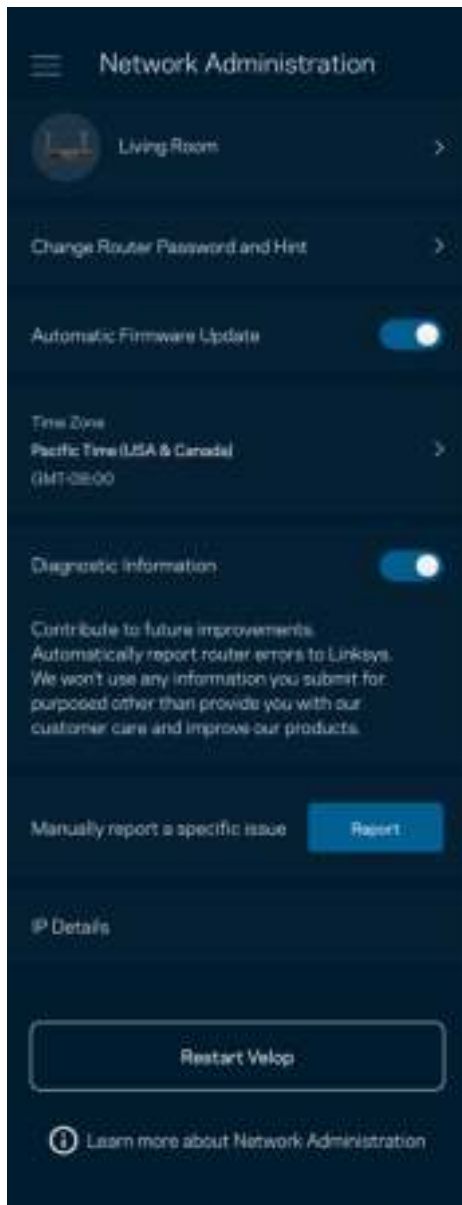 Network Administration
Living Room
Change Router Password and Hint
Automatic Firmware Update
Time Zone
Pacific Time (USA & Canada)
GMT-08:00
Diagnostic Information
Contribute to future improvements.
Automatically report router errors to Linksys.
We won't use any information you submit for
purposed other than provide you with our
customer care and improve our products.
Manually report a specific issue
Report
IP Details
Restart Velop
Learn more about Network Administration